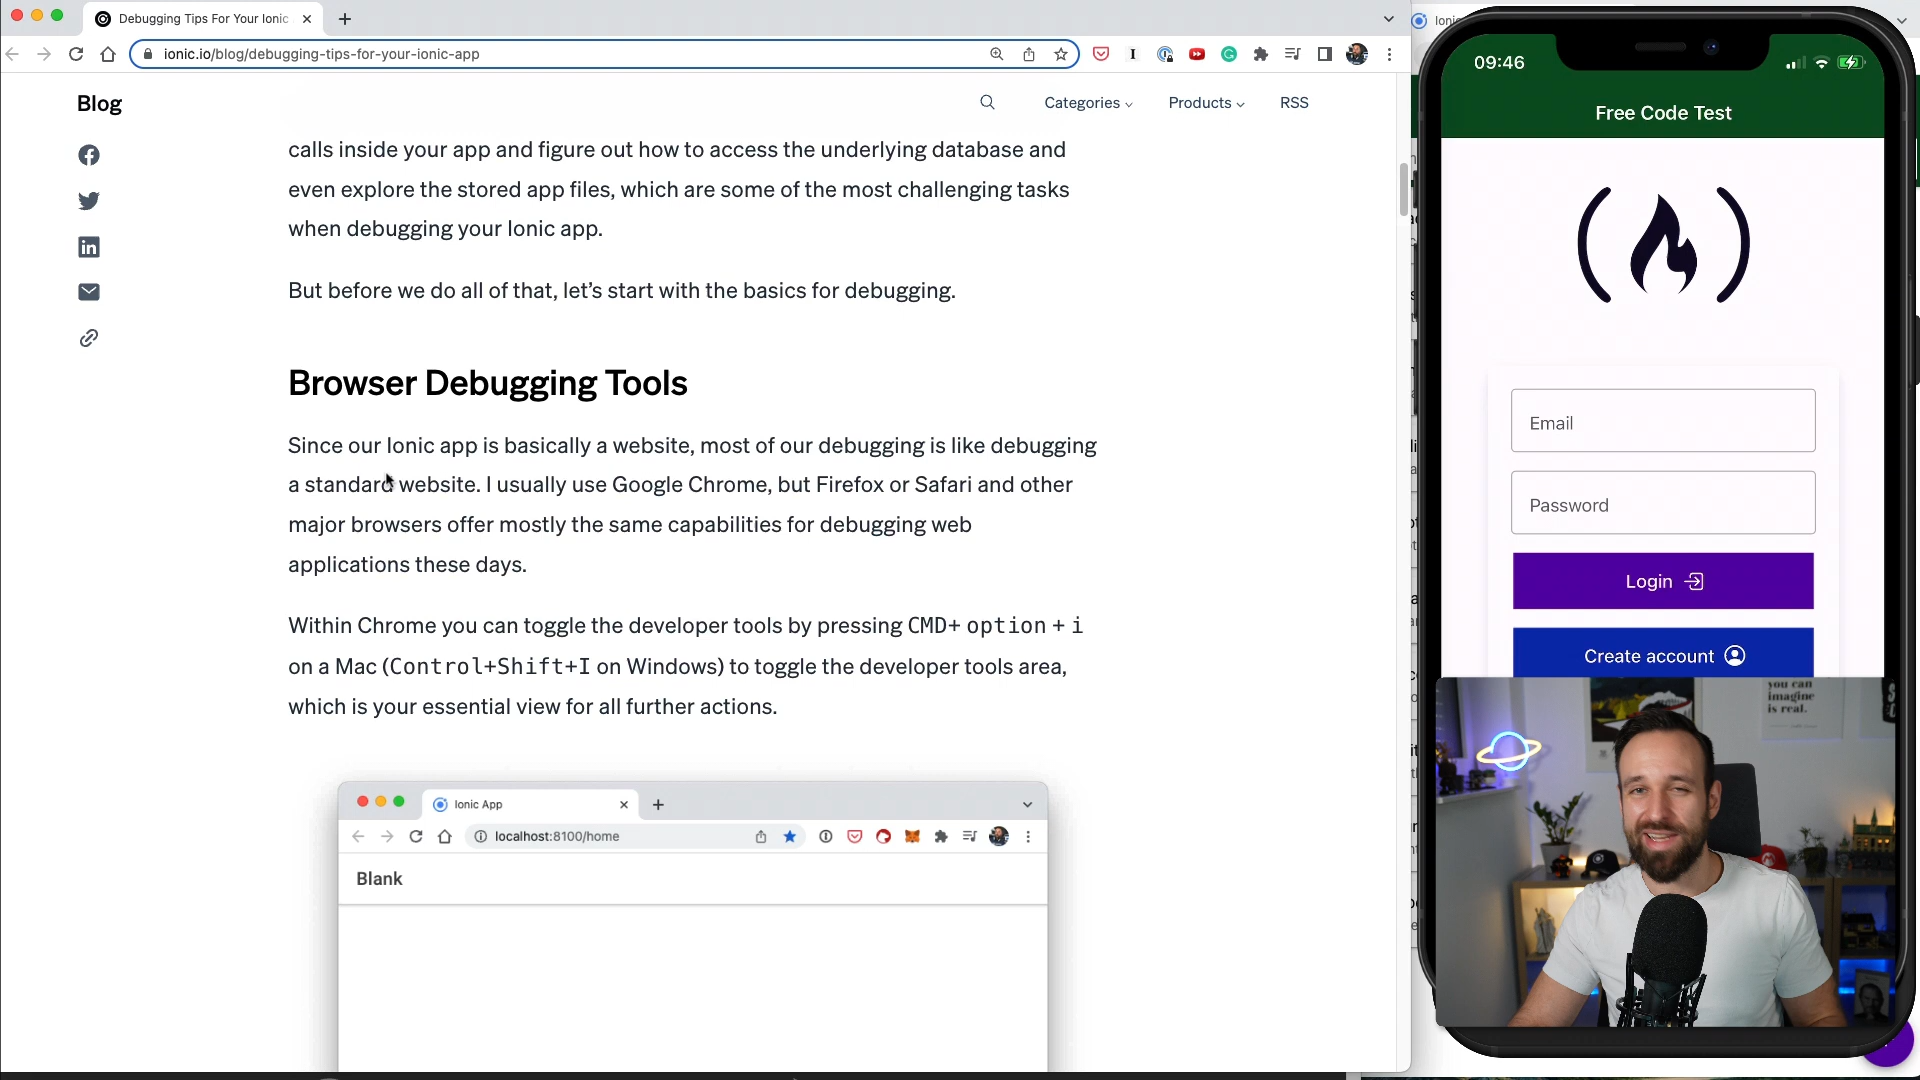 Debugging Tips For Your Ionic
ionic.io/blog/debugging-tips-for-your-ionic-app
Blog
Categories
Products
RSS
calls inside your app and figure out how to access the underlying database and
even explore the stored app files, which are some of the most challenging tasks
when debugging your Ionic app.
But before we do all of that, let’s start with the basics for debugging.
Browser Debugging Tools
Since our Ionic app is basically a website, most of our debugging is like debugging
a standard website. I usually use Google Chrome, but Firefox or Safari and other
major browsers offer mostly the same capabilities for debugging web
applications these days.
Within Chrome you can toggle the developer tools by pressing CMD+ option + i
on a Mac (Control+Shift+I on Windows) to toggle the developer tools area,
which is your essential view for all further actions.
Ionic App
localhost:8100/home
Blank
09:46
Free Code Test
Email
Password
Login
Create account
you can
imagine
is real.